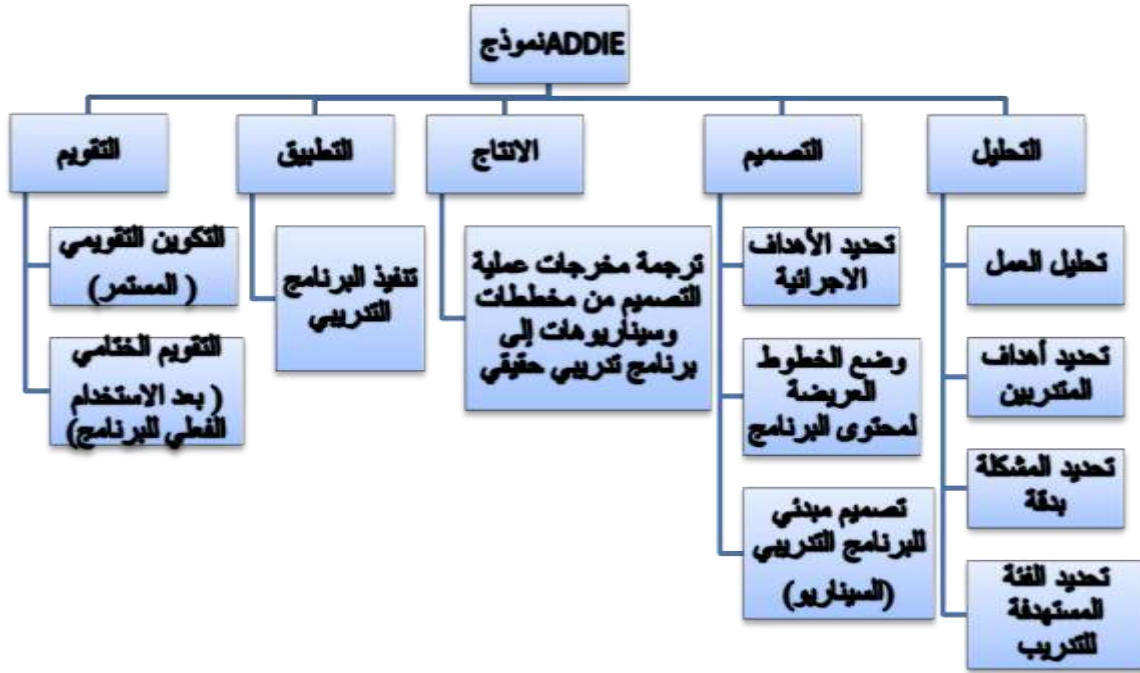 نموذجADDIE
التحليل
تحليل العمل
تحديد أهداف
المتدربين
تحديد المشكلة
بدقة
تحديد الفئة
المستهدفة
للتدريب
التصميم
تحديد الأهداف
الاجرائية
وضع الخطوط
العريضة
لمحتوى البرنامج
تصميم مبدئي
للبرنامج التدريبي
(السيناريو)
الانتاج
ترجمة مخرجات عملية
التصميم من مخططات
وسيناريوهات إلى
برنامج تدريبي حقيقي
التطبيق
تنفيذ البرنامج
التدريبي
التقويم
التكوين التقويمي
( المستمر)
التقويم الختامي
( بعد الاستخدام
الفعلي للبرنامج)